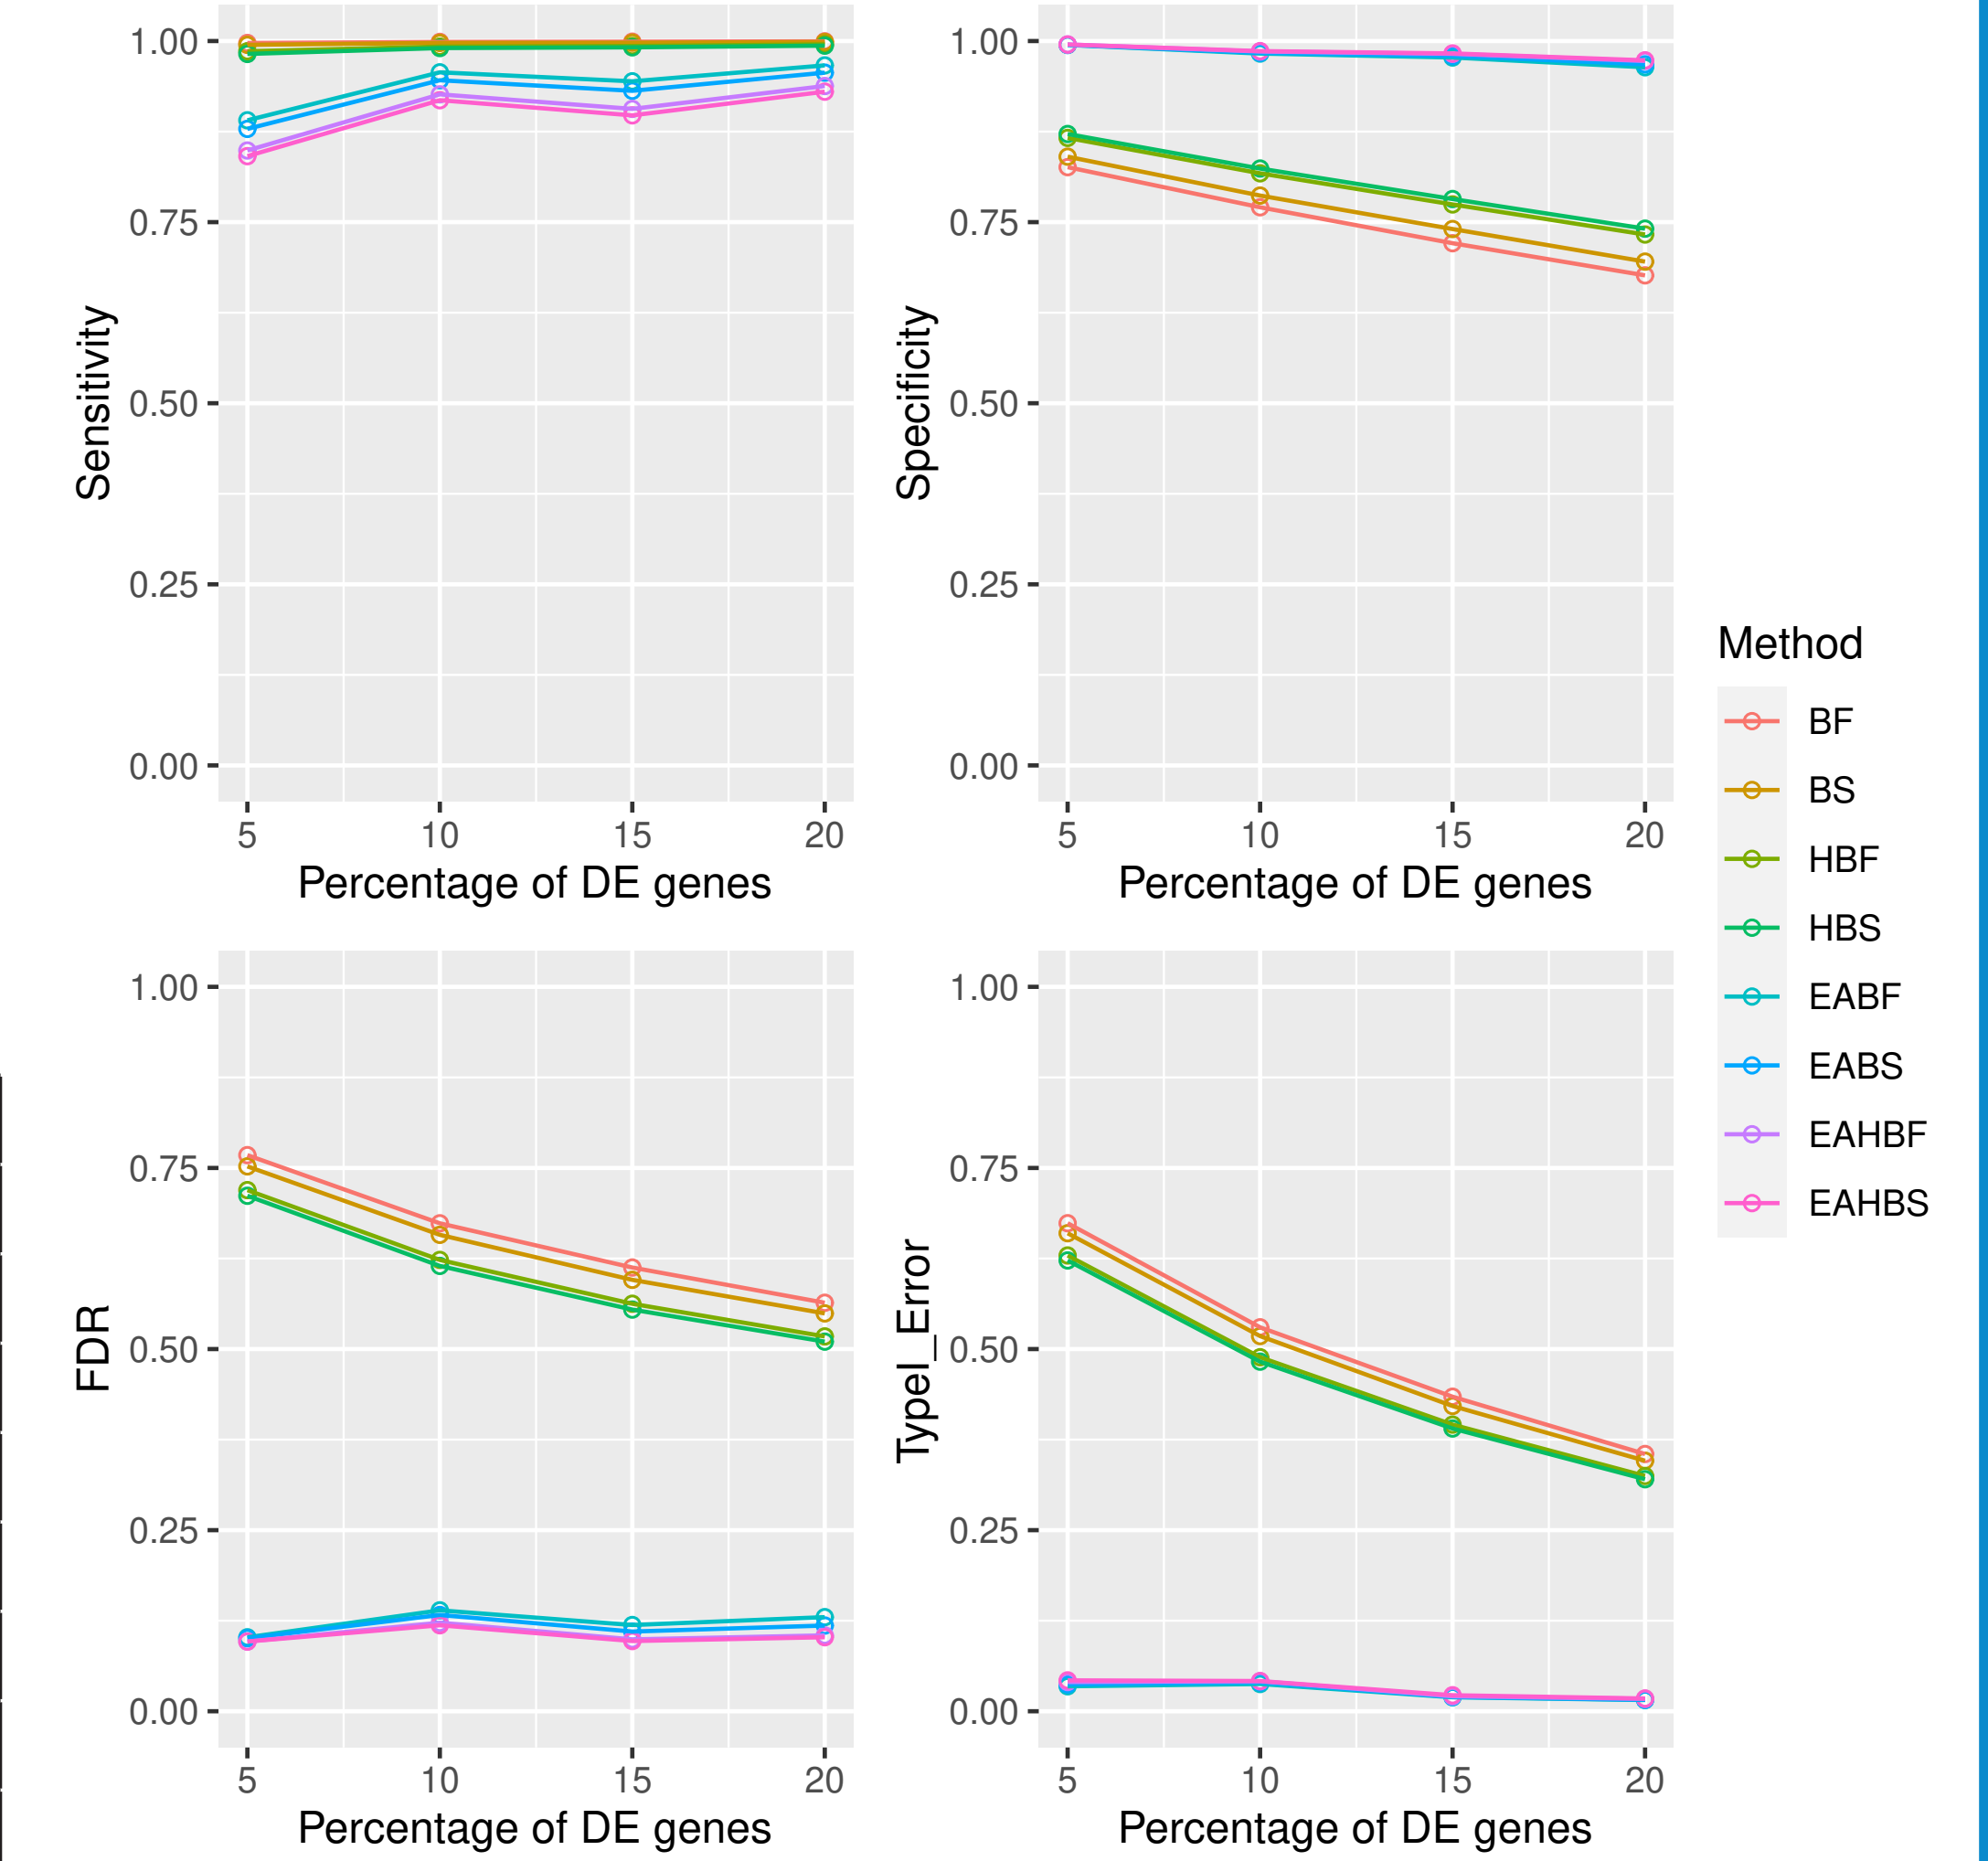 1.00
0.75
0.50
0.25
0.00
Sensitivity
5 10 15 20
Percentage of DE genes
1.00
0.75
0.50
0.25
0.00
Specificity
5 10 15 20
Percentage of DE genes
1.00
0.75
0.50
0.25
0.00
FDR
5 10 15 20
Percentage of DE genes
1.00
0.75
0.50
0.25
0.00
TypeI_Error
5 10 15 20
Percentage of DE genes
Method
BF
BS
HBF
HBS
EABF
EABS
EAHBF
EAHBS